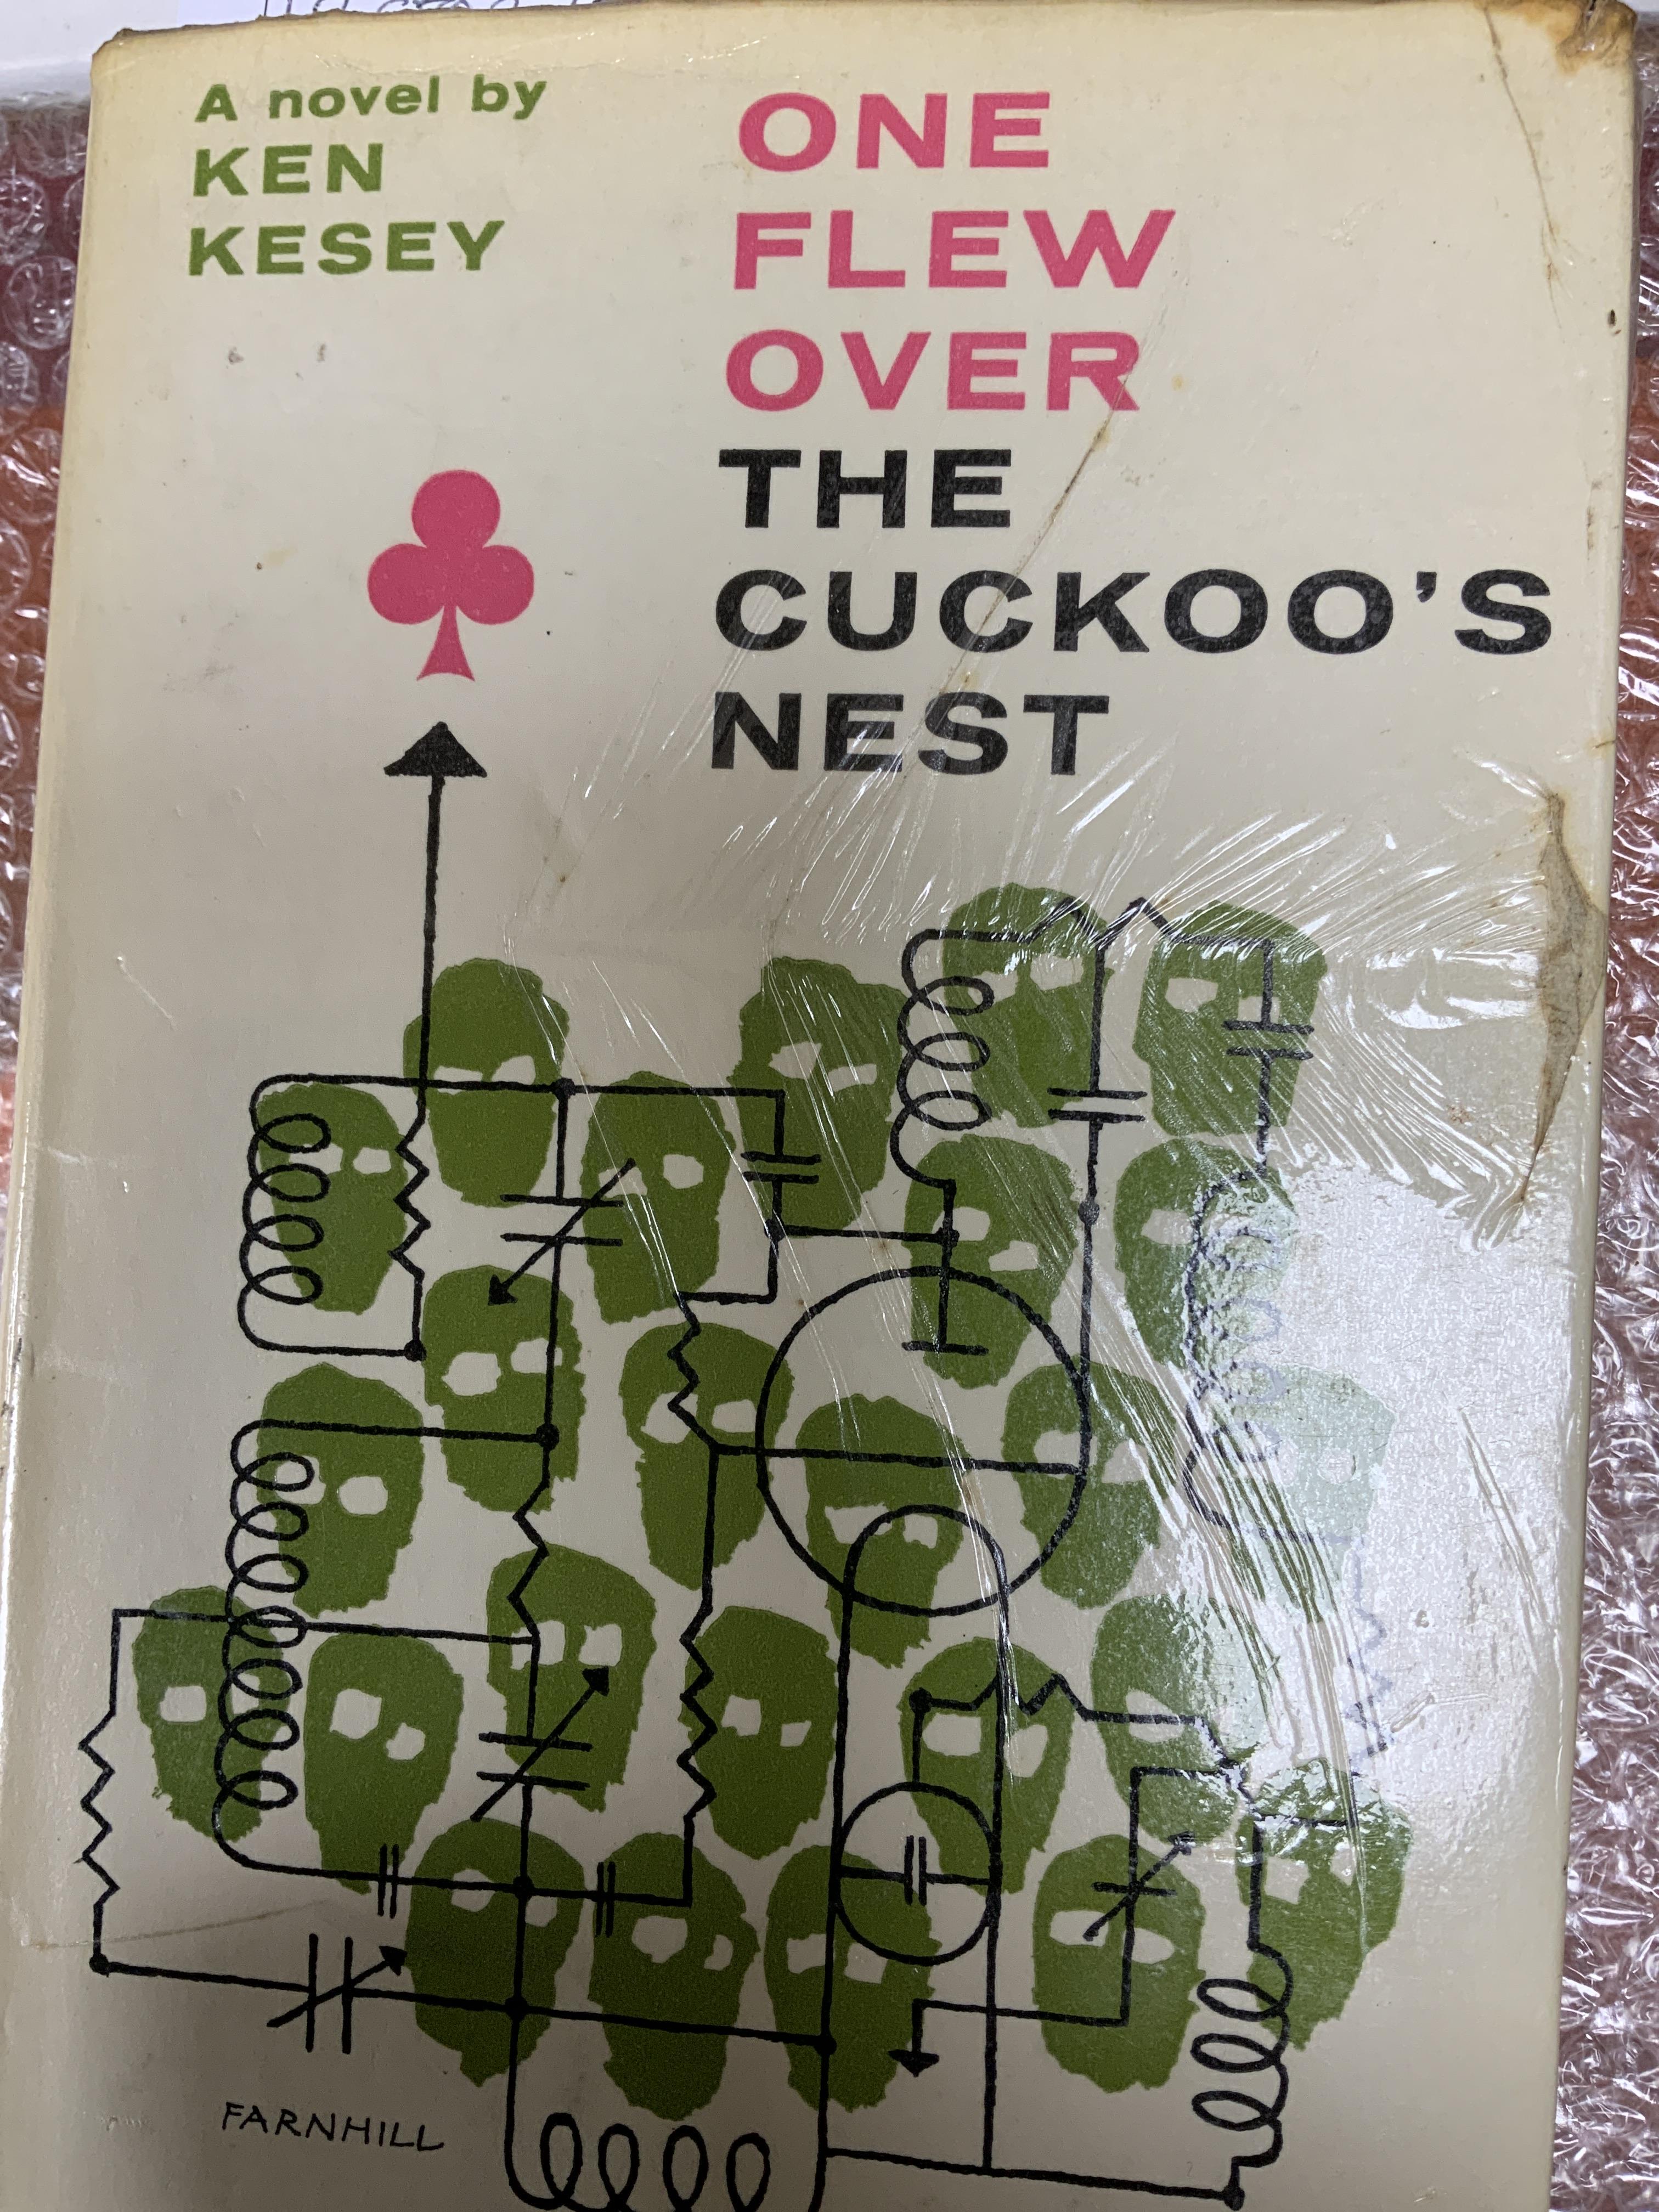 A novel by
KEN
KESEY
ONE
FLEW
OVER
THE
CUCKOO'S
NEST
FARNHILL